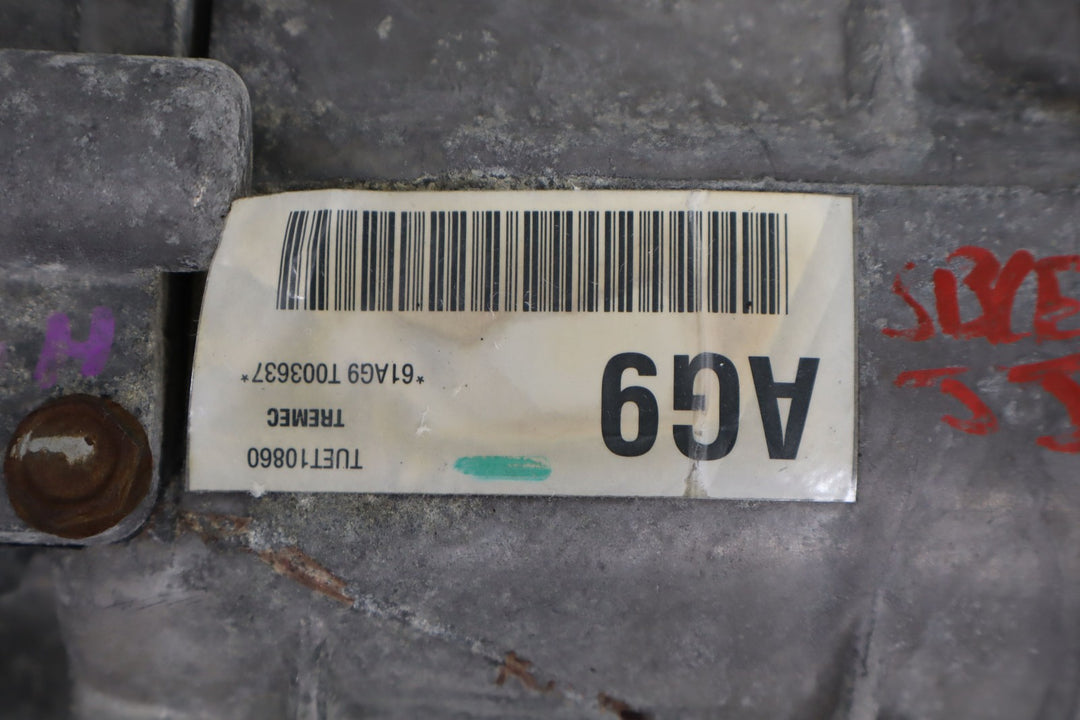 TUET10860
TREMEC
*61AG9 T003637*
AG9
H